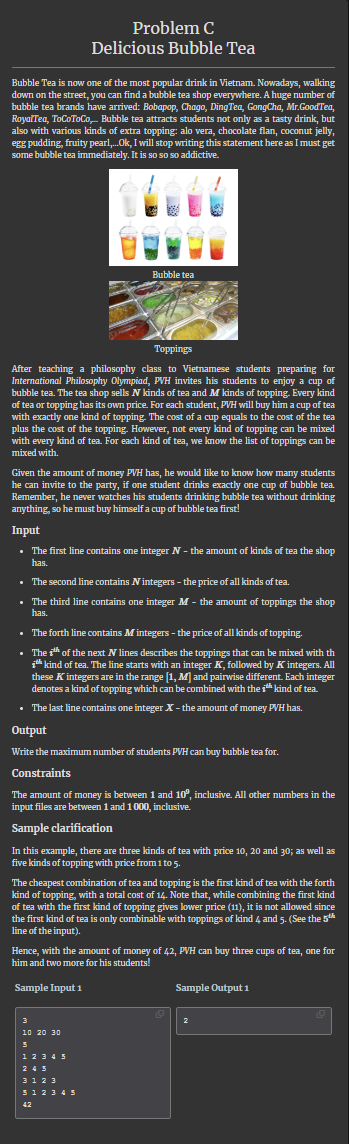 Problem C
Delicious Bubble Tea
Bubble Tea is now one of the most popular drink in Vietnam. Nowadays, walking
down on the street, you can find a bubble tea shop everywhere. A huge number of
bubble tea brands have arrived: Bobapop, Chago, DingTea, GongCha, Mr.GoodTea,
RoyalTea, ToCoToCo,... Bubble tea attracts students not only as a tasty drink, but
also with various kinds of extra topping: alo vera, chocolate flan, coconut jelly,
egg pudding, fruity pearl,...Ok, I will stop writing this statement here as I must get
some bubble tea immediately. It is so so so addictive.
Bubble tea
Toppings
After teaching a philosophy class to Vietnamese students preparing for
International Philosophy Olympiad, PVH invites his students to enjoy a cup of
bubble tea. The tea shop sells N kinds of tea and M kinds of topping. Every kind
of tea or topping has its own price. For each student, PVH will buy him a cup of tea
with exactly one kind of topping. The cost of a cup equals to the cost of the tea
plus the cost of the topping. However, not every kind of topping can be mixed
with every kind of tea. For each kind of tea, we know the list of toppings can be
mixed with.
Given the amount of money PVH has, he would like to know how many students
he can invite to the party, if one student drinks exactly one cup of bubble tea.
Remember, he never watches his students drinking bubble tea without drinking
anything, so he must buy himself a cup of bubble tea first!
Input
• The first line contains one integer N – the amount of kinds of tea the shop
has.
• The second line contains N integers – the price of all kinds of tea.
• The third line contains one integer M – the amount of toppings the shop
has.
• The forth line contains M integers – the price of all kinds of topping.
• The iᵗʰ of the next N lines describes the toppings that can be mixed with th
iᵗʰ kind of tea. The line starts with an integer K, followed by K integers. All
these K integers are in the range [1, M] and pairwise different. Each integer
denotes a kind of topping which can be combined with the iᵗʰ kind of tea.
• The last line contains one integer X – the amount of money PVH has.
Output
Write the maximum number of students PVH can buy bubble tea for.
Constraints
The amount of money is between 1 and 10⁹, inclusive. All other numbers in the
input files are between 1 and 1 000, inclusive.
Sample clarification
In this example, there are three kinds of tea with price 10, 20 and 30; as well as
five kinds of topping with price from 1 to 5.
The cheapest combination of tea and topping is the first kind of tea with the forth
kind of topping, with a total cost of 14. Note that, while combining the first kind
of tea with the first kind of topping gives lower price (11), it is not allowed since
the first kind of tea is only combinable with toppings of kind 4 and 5. (See the 5ᵗʰ
line of the input).
Hence, with the amount of money of 42, PVH can buy three cups of tea, one for
him and two more for his students!
Sample Input 1
Sample Output 1
3
10 20 30
5
1 2 3 4 5
2 4 5
3 1 2 3
5 1 2 3 4 5
42
2